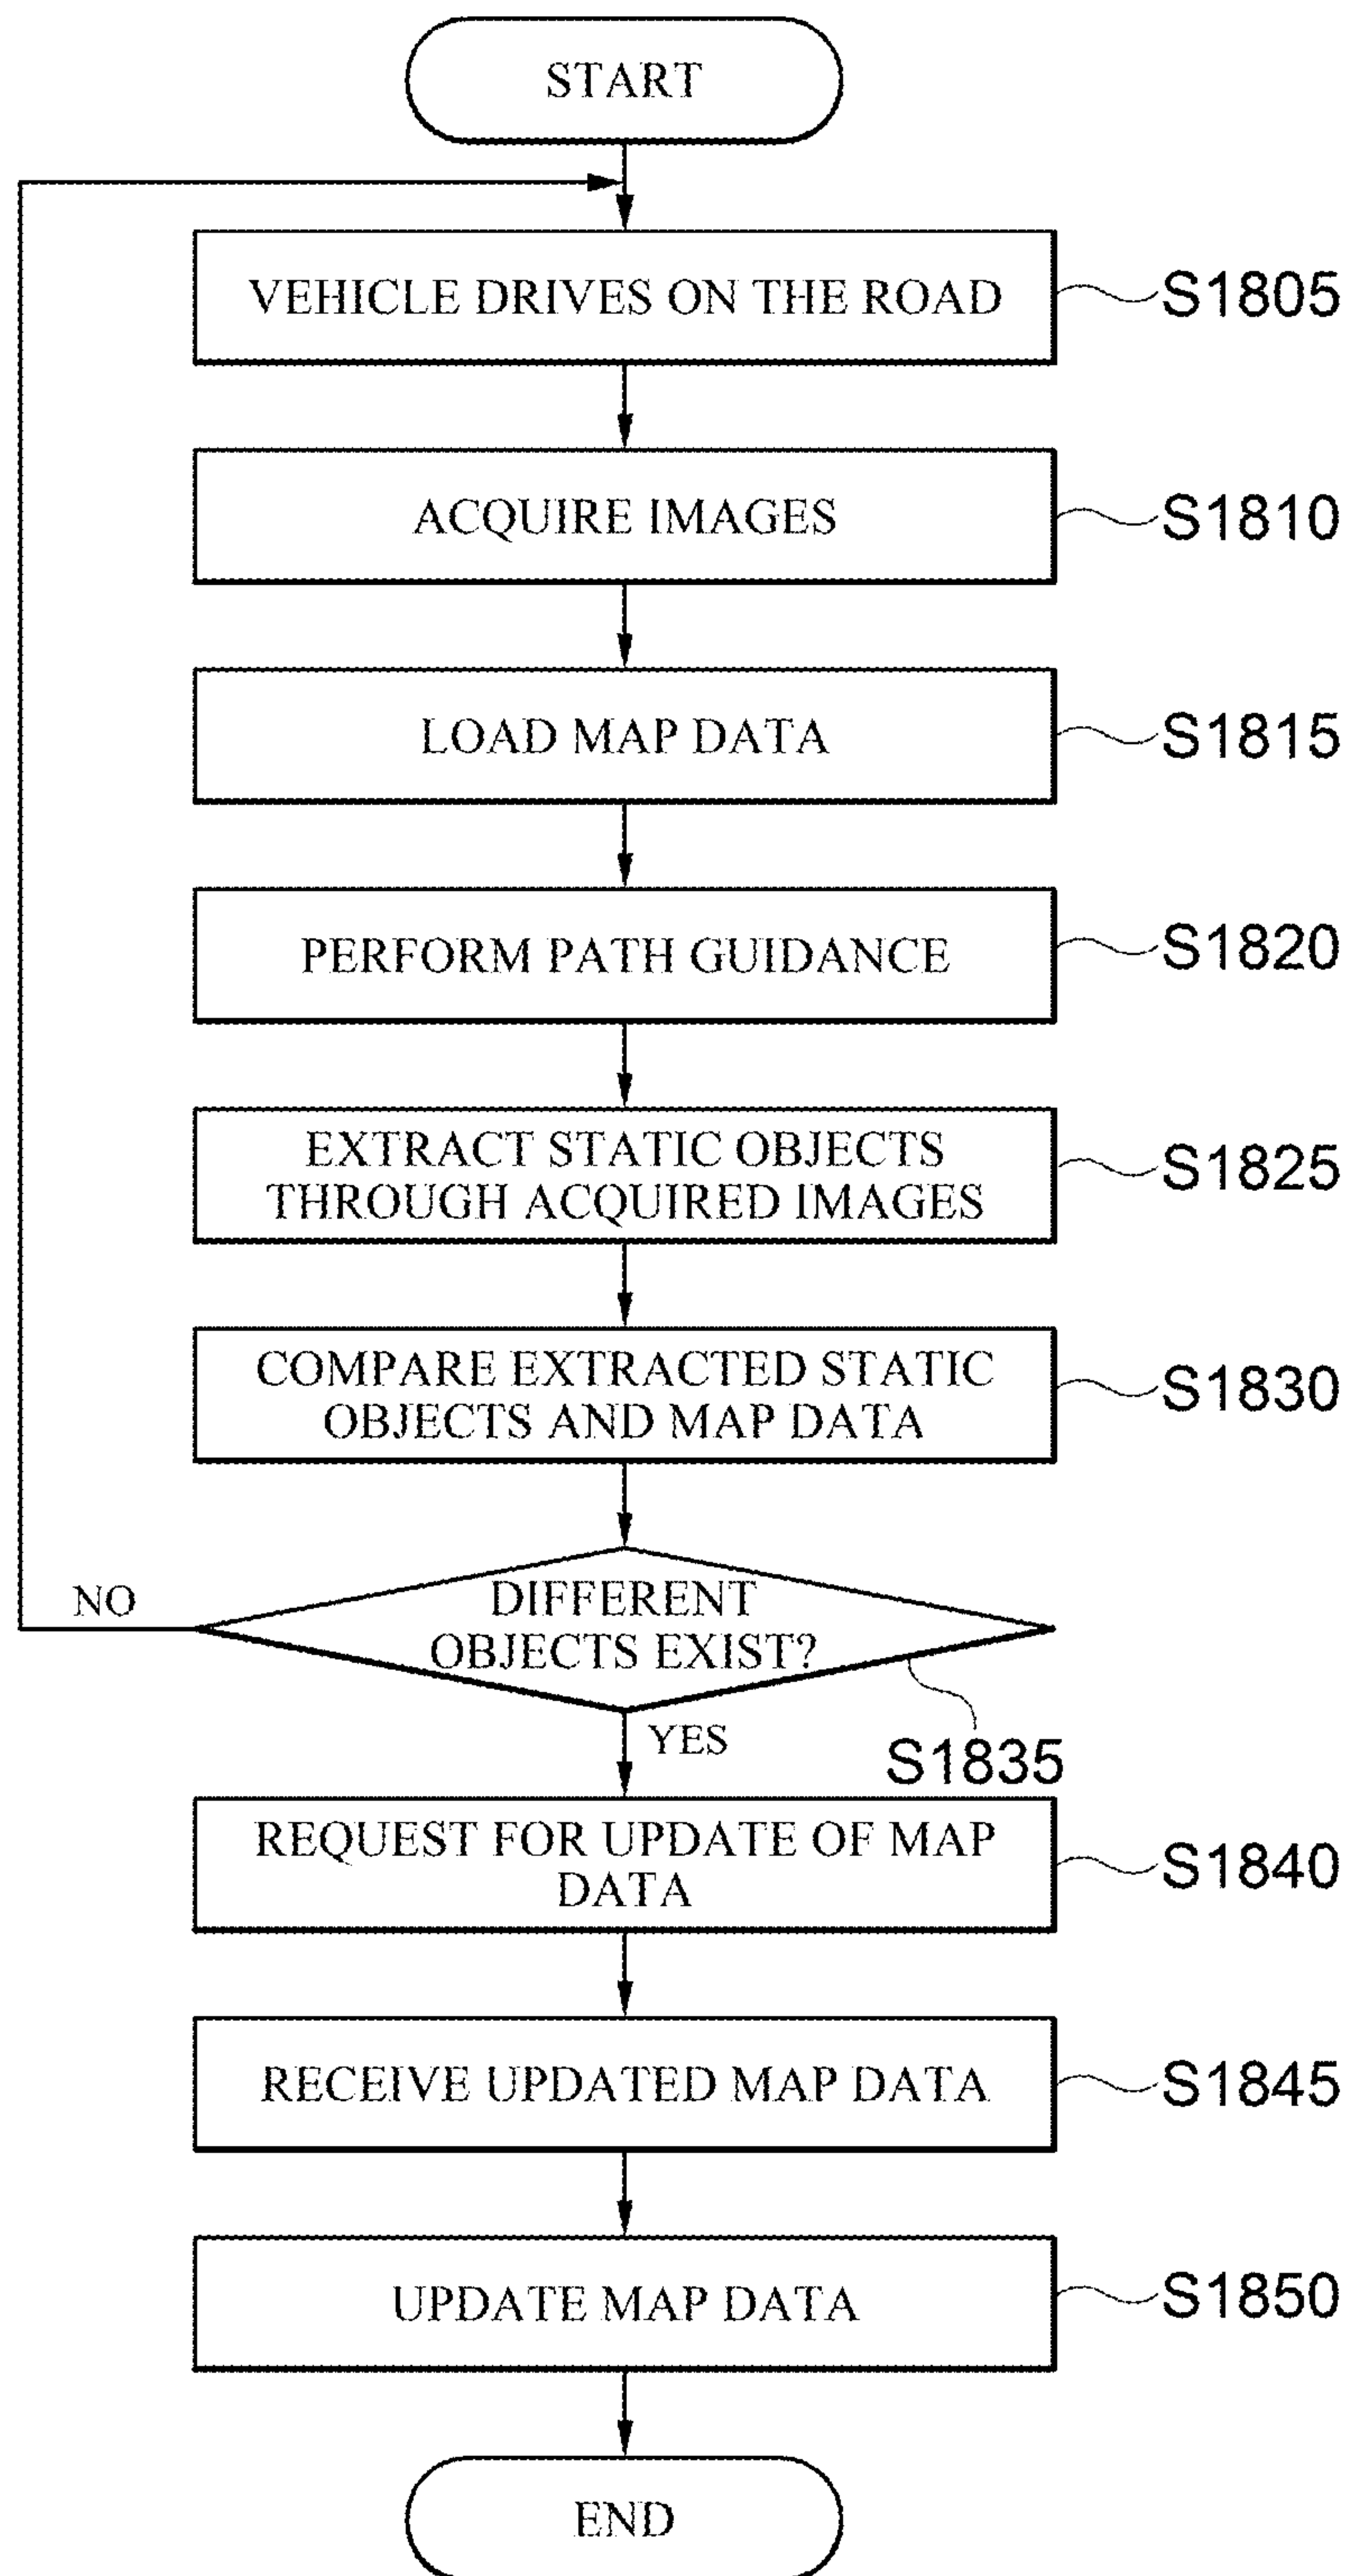 START
VEHICLE DRIVES ON THE ROAD
S1805
ACQUIRE IMAGES
S1810
LOAD MAP DATA
S1815
PERFORM PATH GUIDANCE
S1820
EXTRACT STATIC OBJECTS
THROUGH ACQUIRED IMAGES
S1825
COMPARE EXTRACTED STATIC
OBJECTS AND MAP DATA
S1830
DIFFERENT
OBJECTS EXIST?
NO
YES
S1835
REQUEST FOR UPDATE OF MAP
DATA
S1840
RECEIVE UPDATED MAP DATA
S1845
UPDATE MAP DATA
S1850
END